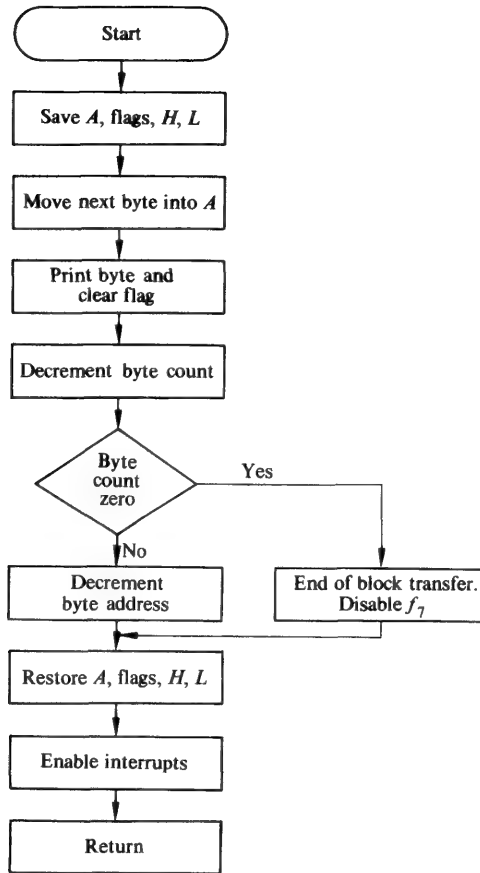 Start
Save A, flags, H, L
Move next byte into A
Print byte and
clear flag
Decrement byte count
Byte
count
zero
Yes
No
Decrement
byte address
End of block transfer.
Disable f7
Restore A, flags, H, L
Enable interrupts
Return